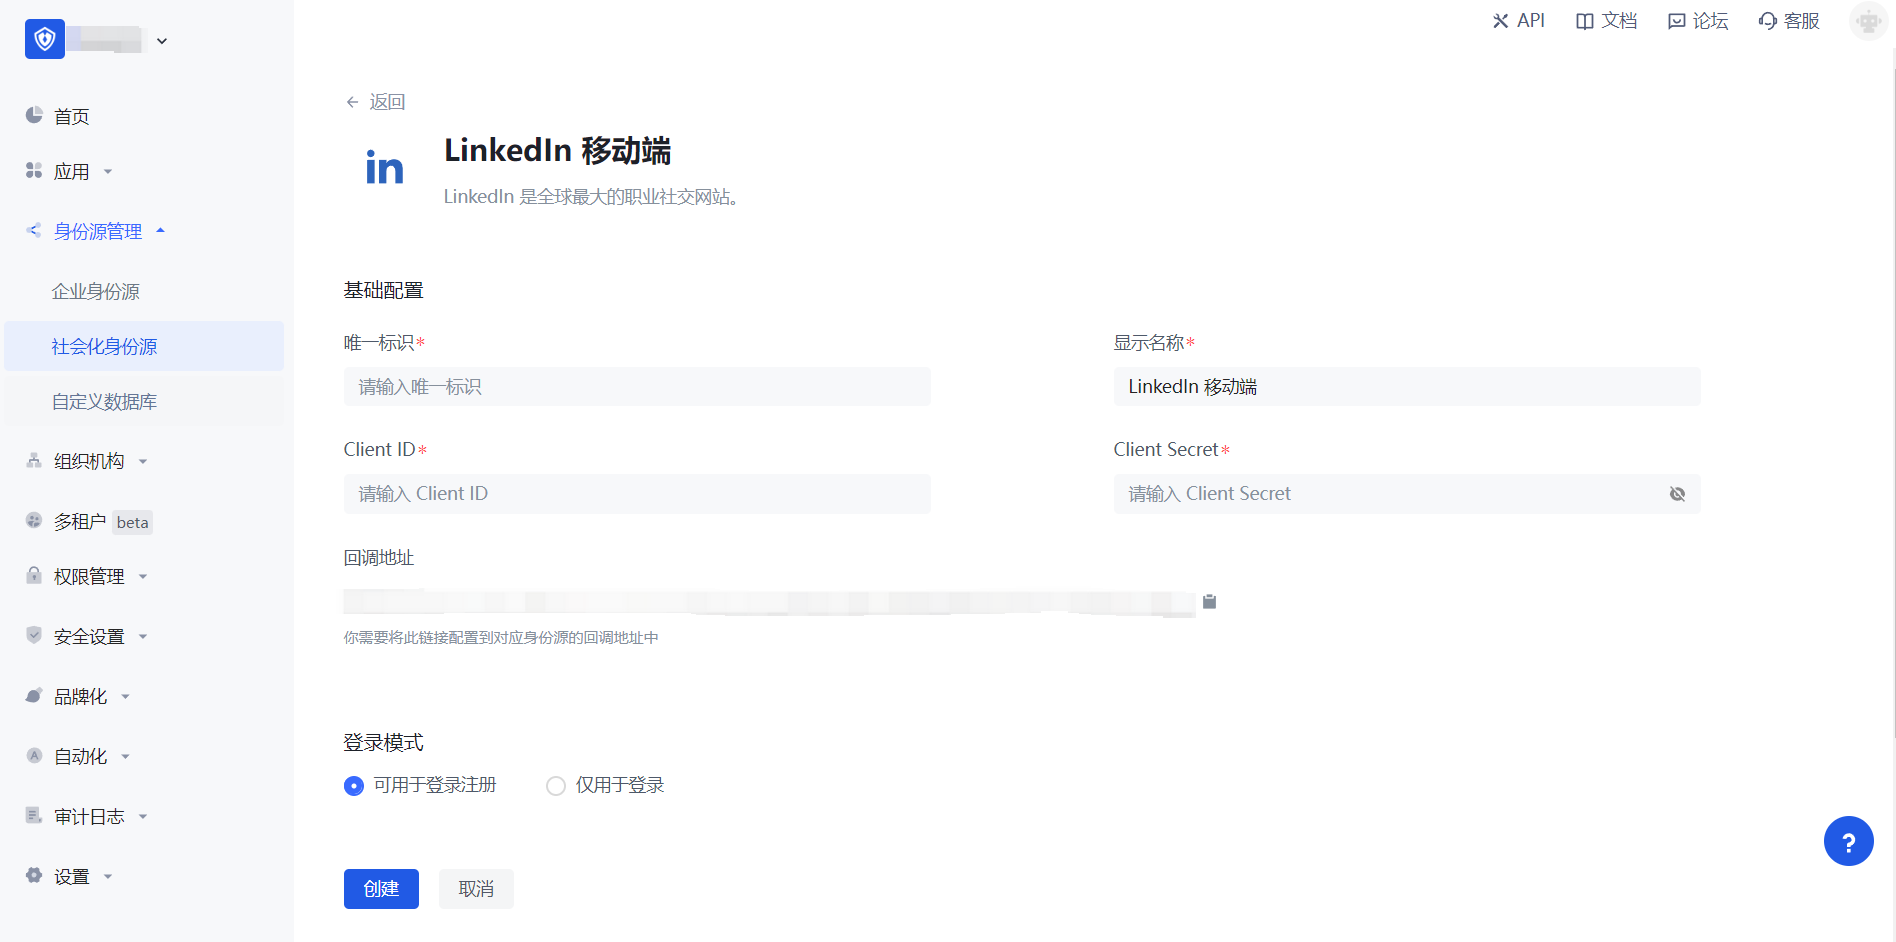 API
文档
论坛
客服
首页
应用
身份源管理
企业身份源
社会化身份源
自定义数据库
组织机构
多租户 beta
权限管理
安全设置
品牌化
自动化
审计日志
设置
返回
in
LinkedIn 移动端
LinkedIn 是全球最大的职业社交网站。
基础配置
唯一标识*
请输入唯一标识
显示名称*
LinkedIn 移动端
Client ID*
请输入 Client ID
Client Secret*
请输入 Client Secret
回调地址
你需要将此链接配置到对应身份源的回调地址中
登录模式
可用于登录注册
仅用于登录
创建
取消
?